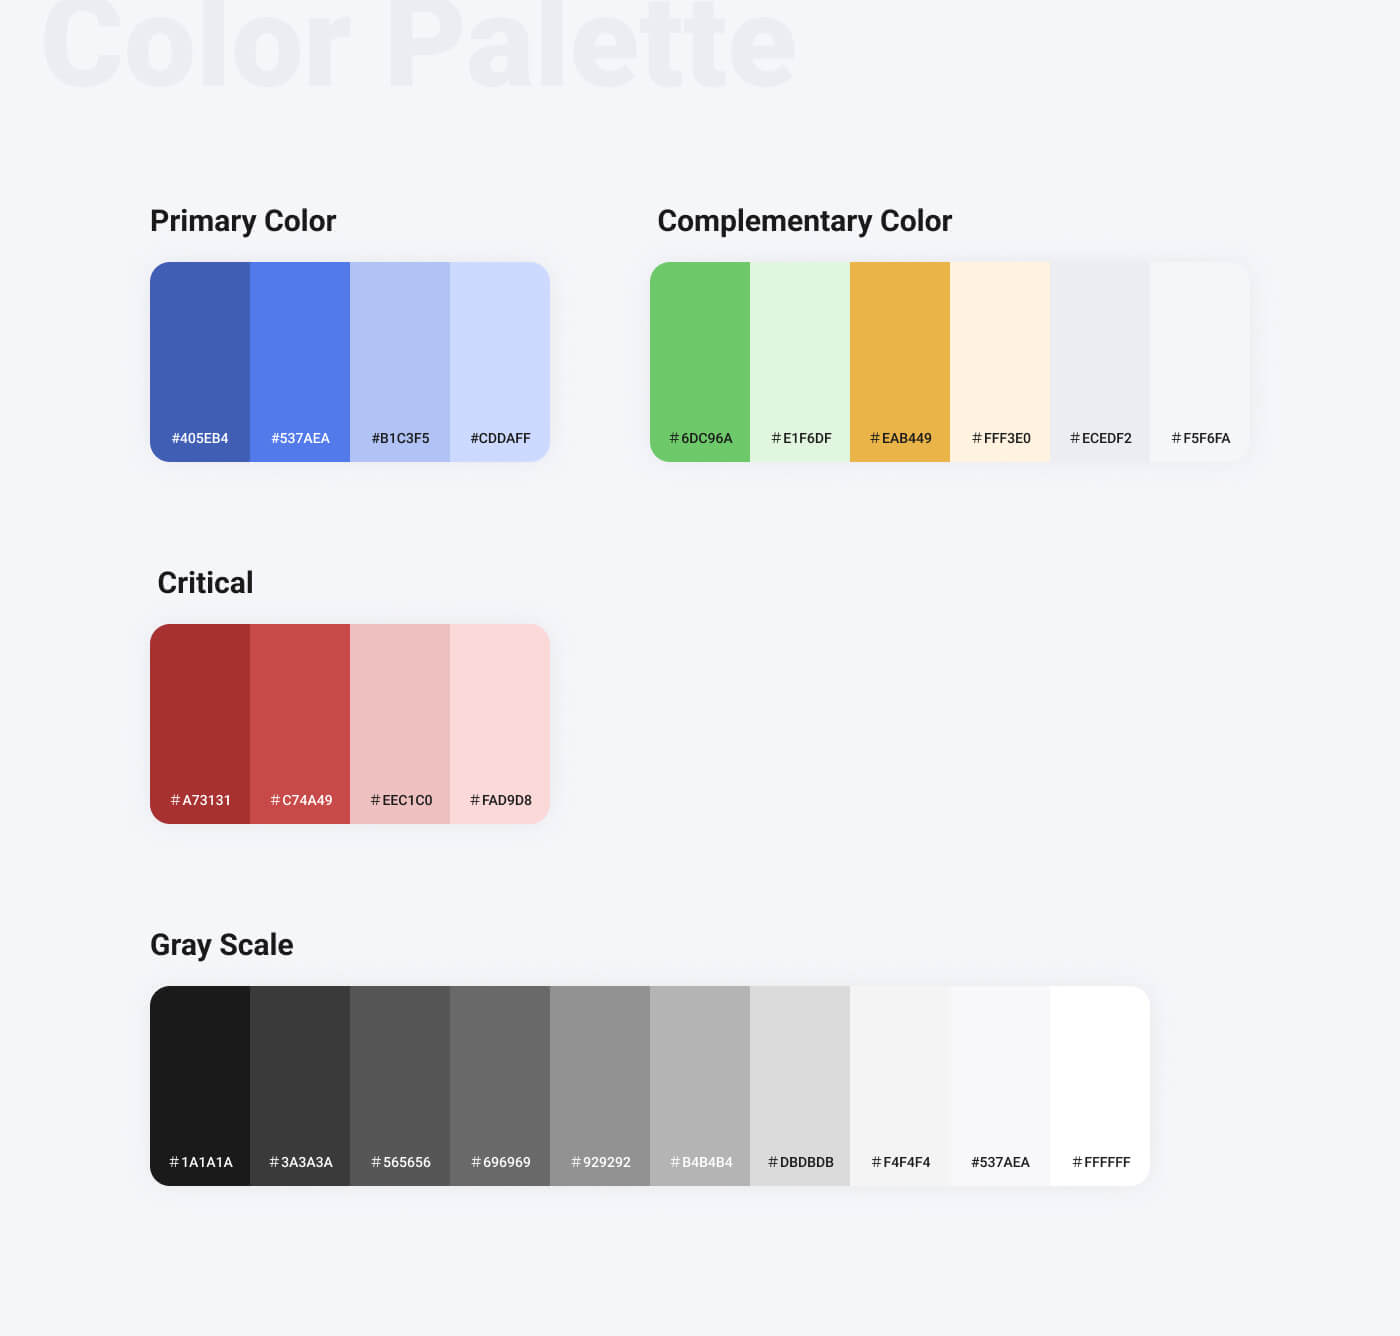 Color Palette
Primary Color
#405EB4 #537AEA #B1C3F5 #CDDAFF
Complementary Color
#6DC96A #E1F6DF #EAB449 #FFF3E0 #ECEDF2 #F5F6FA
Critical
#A73131 #C74A49 #EEC1C0 #FAD9D8
Gray Scale
#1A1A1A #3A3A3A #565656 #696969 #929292 #B4B4B4 #DBDBDB #F4F4F4 #537AEA #FFFFFF